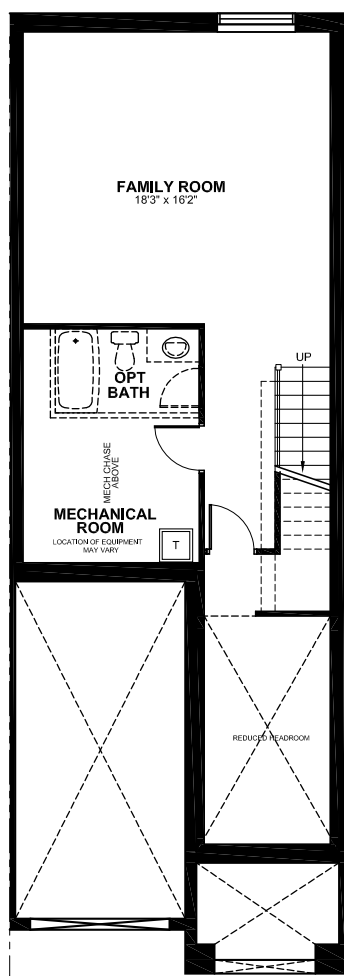 FAMILY ROOM
18'3" x 16'2"
UP
OPT
BATH
MECH CHASE
ABOVE
MECHANICAL
ROOM
LOCATION OF EQUIPMENT
MAY VARY
T
REDUCED HEADROOM